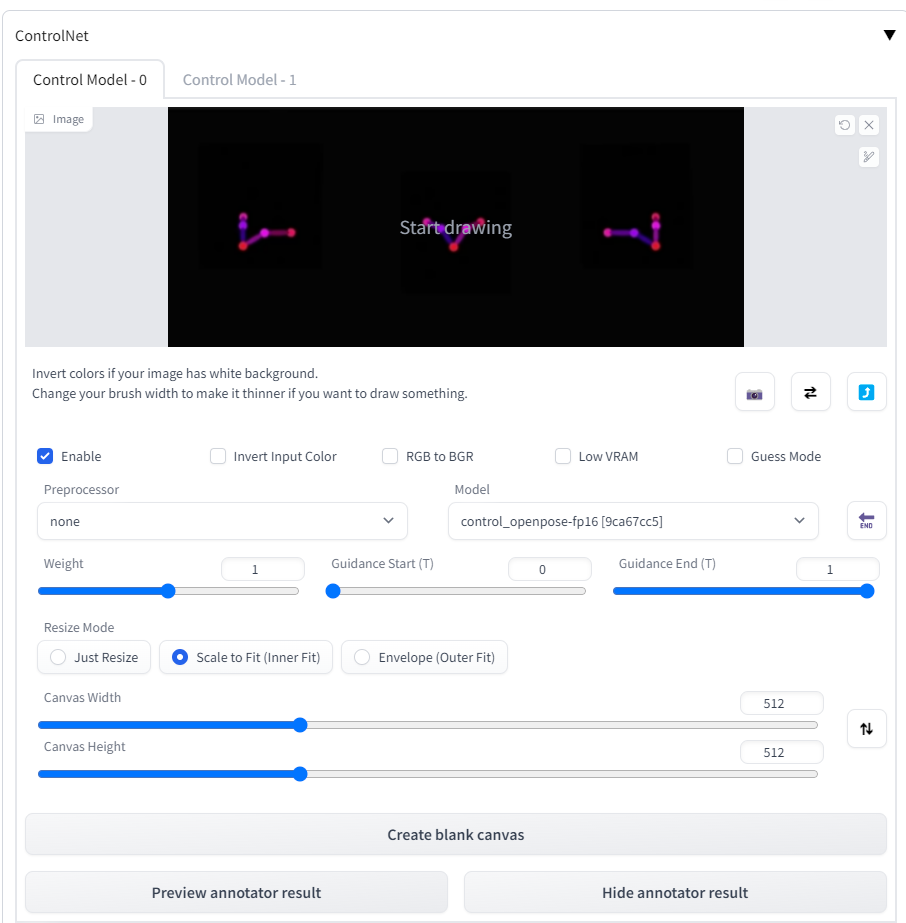 ControlNet
Control Model - 0
Control Model - 1
Image
Start drawing
Invert colors if your image has white background.
Change your brush width to make it thinner if you want to draw something.
Enable
Invert Input Color
RGB to BGR
Low VRAM
Guess Mode
Preprocessor
Model
none
control_openpose-fp16 [9ca67cc5]
END
Weight
1
Guidance Start (T)
0
Guidance End (T)
1
Resize Mode
Just Resize
Scale to Fit (Inner Fit)
Envelope (Outer Fit)
Canvas Width
512
Canvas Height
512
Create blank canvas
Preview annotator result
Hide annotator result